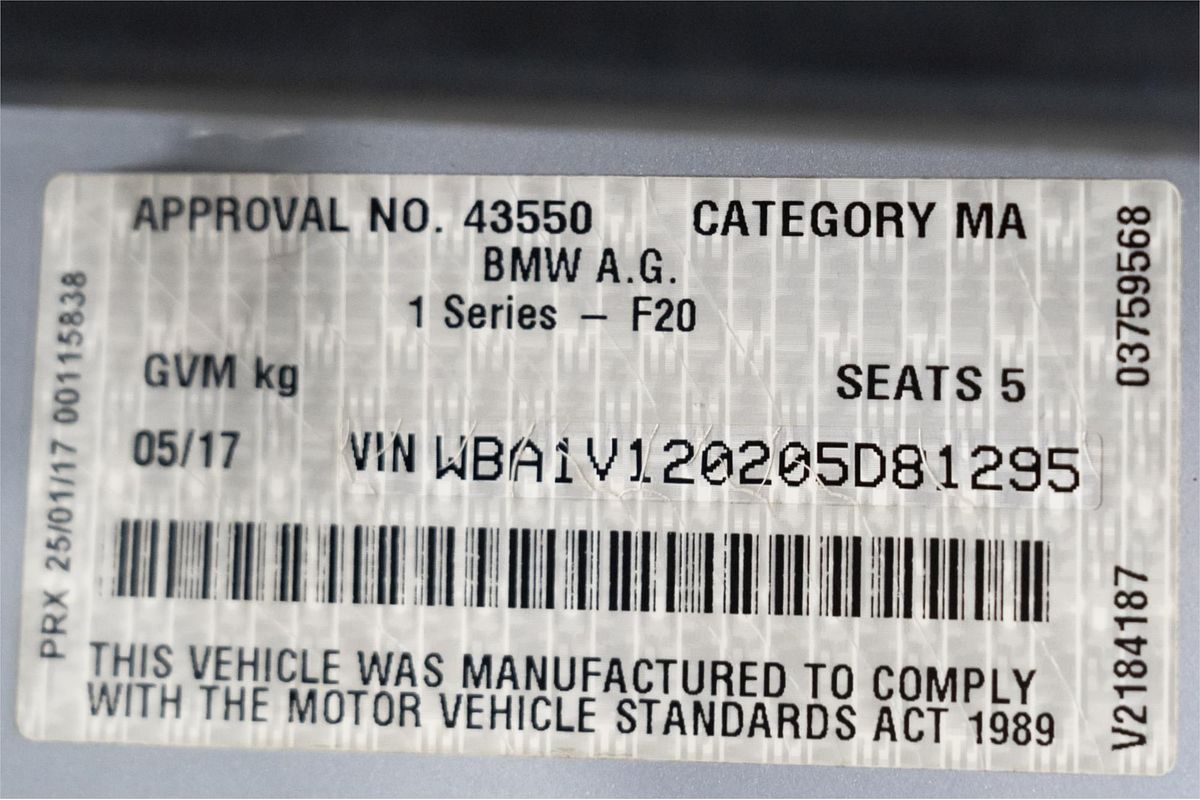 APPROVAL NO. 43550 CATEGORY MA
BMW A.G.
1 Series – F20
GVM kg SEATS 5
05/17 VIN WBA1V120205D81295
THIS VEHICLE WAS MANUFACTURED TO COMPLY
WITH THE MOTOR VEHICLE STANDARDS ACT 1989
PRX 25/01/17 00115838
037595568
V2184187